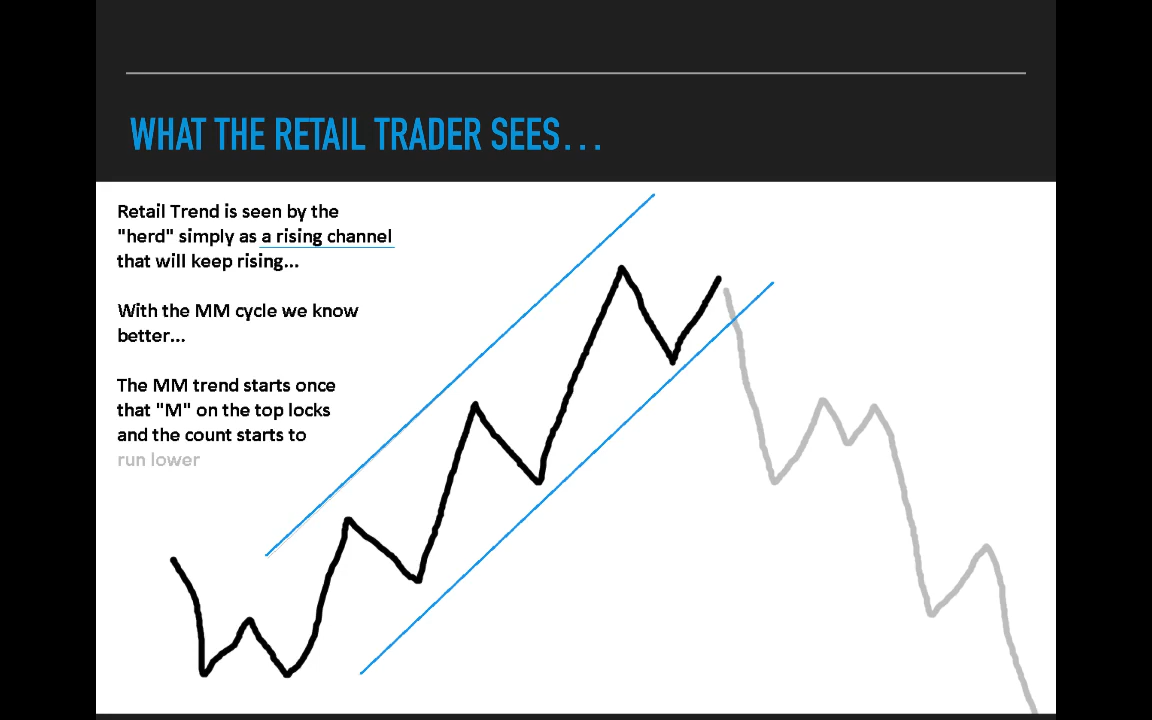 WHAT THE RETAIL TRADER SEES...
Retail Trend is seen by the
"herd" simply as a rising channel
that will keep rising...
With the MM cycle we know
better...
The MM trend starts once
that "M" on the top locks
and the count starts to
run lower